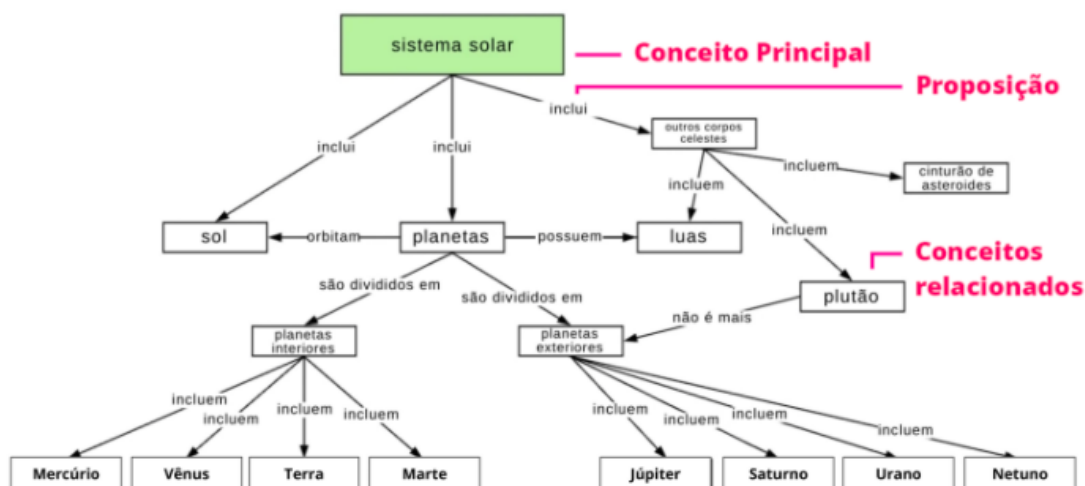 sistema solar
Conceito Principal
Proposição
inclui
outros corpos
celestes
inclui
inclui
incluem
cinturão de
asteroides
incluem
sol
orbitam
planetas
possuem
luas
incluem
Conceitos
relacionados
são divididos em
são divididos em
plutão
não é mais
planetas
interiores
planetas
exteriores
incluem
incluem
incluem
incluem
incluem
incluem
incluem
incluem
Mercúrio
Vênus
Terra
Marte
Júpiter
Saturno
Urano
Netuno